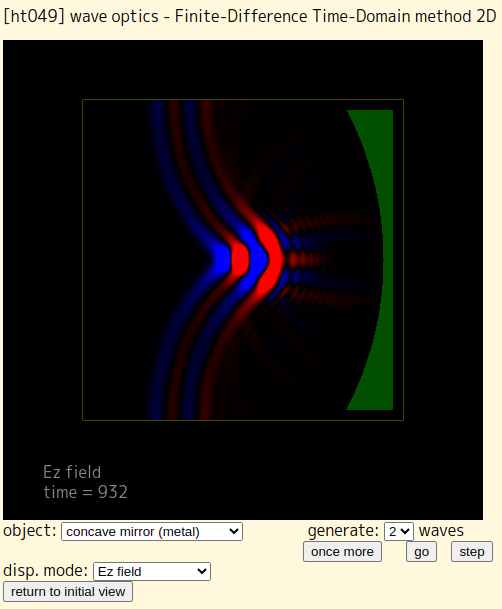 [ht049] wave optics - Finite-Difference Time-Domain method 2D
Ez field
time = 932
object: concave mirror (metal) generate: 2 waves
once more go step
disp. mode: Ez field
return to initial view